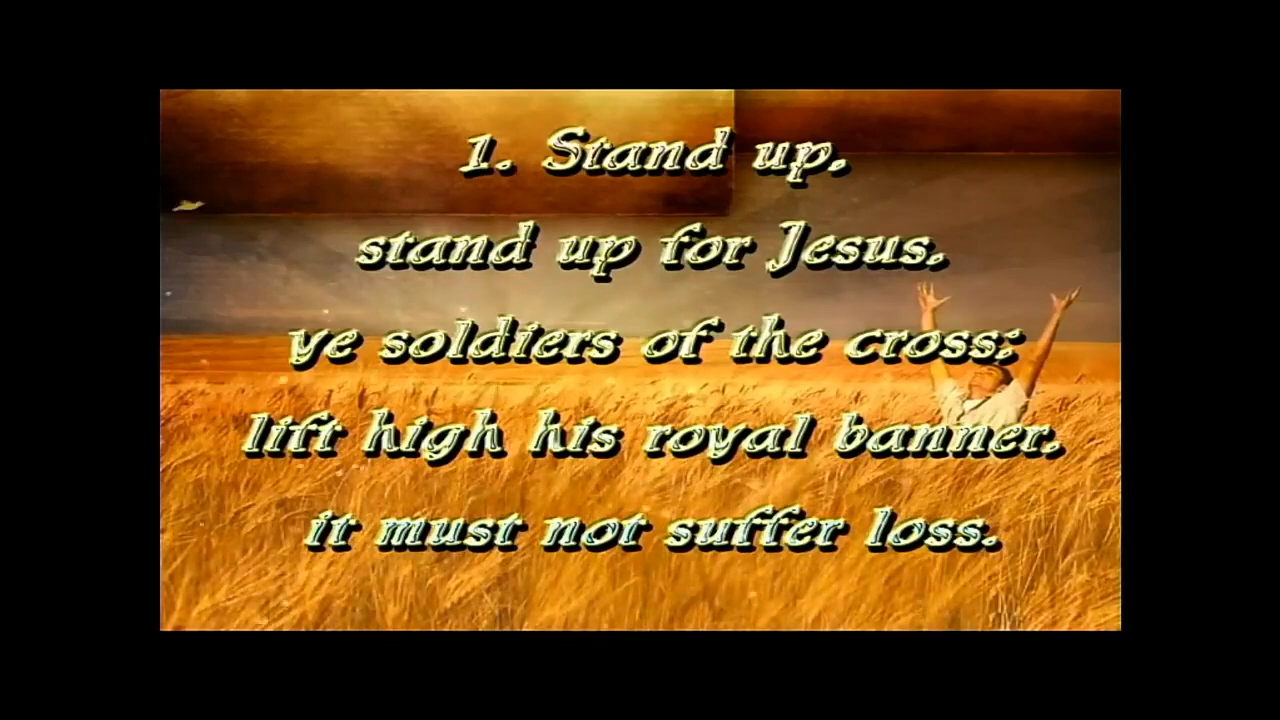 1. Stand up,
stand up for Jesus,
ye soldiers of the cross;
lift high his royal banner,
it must not suffer loss.